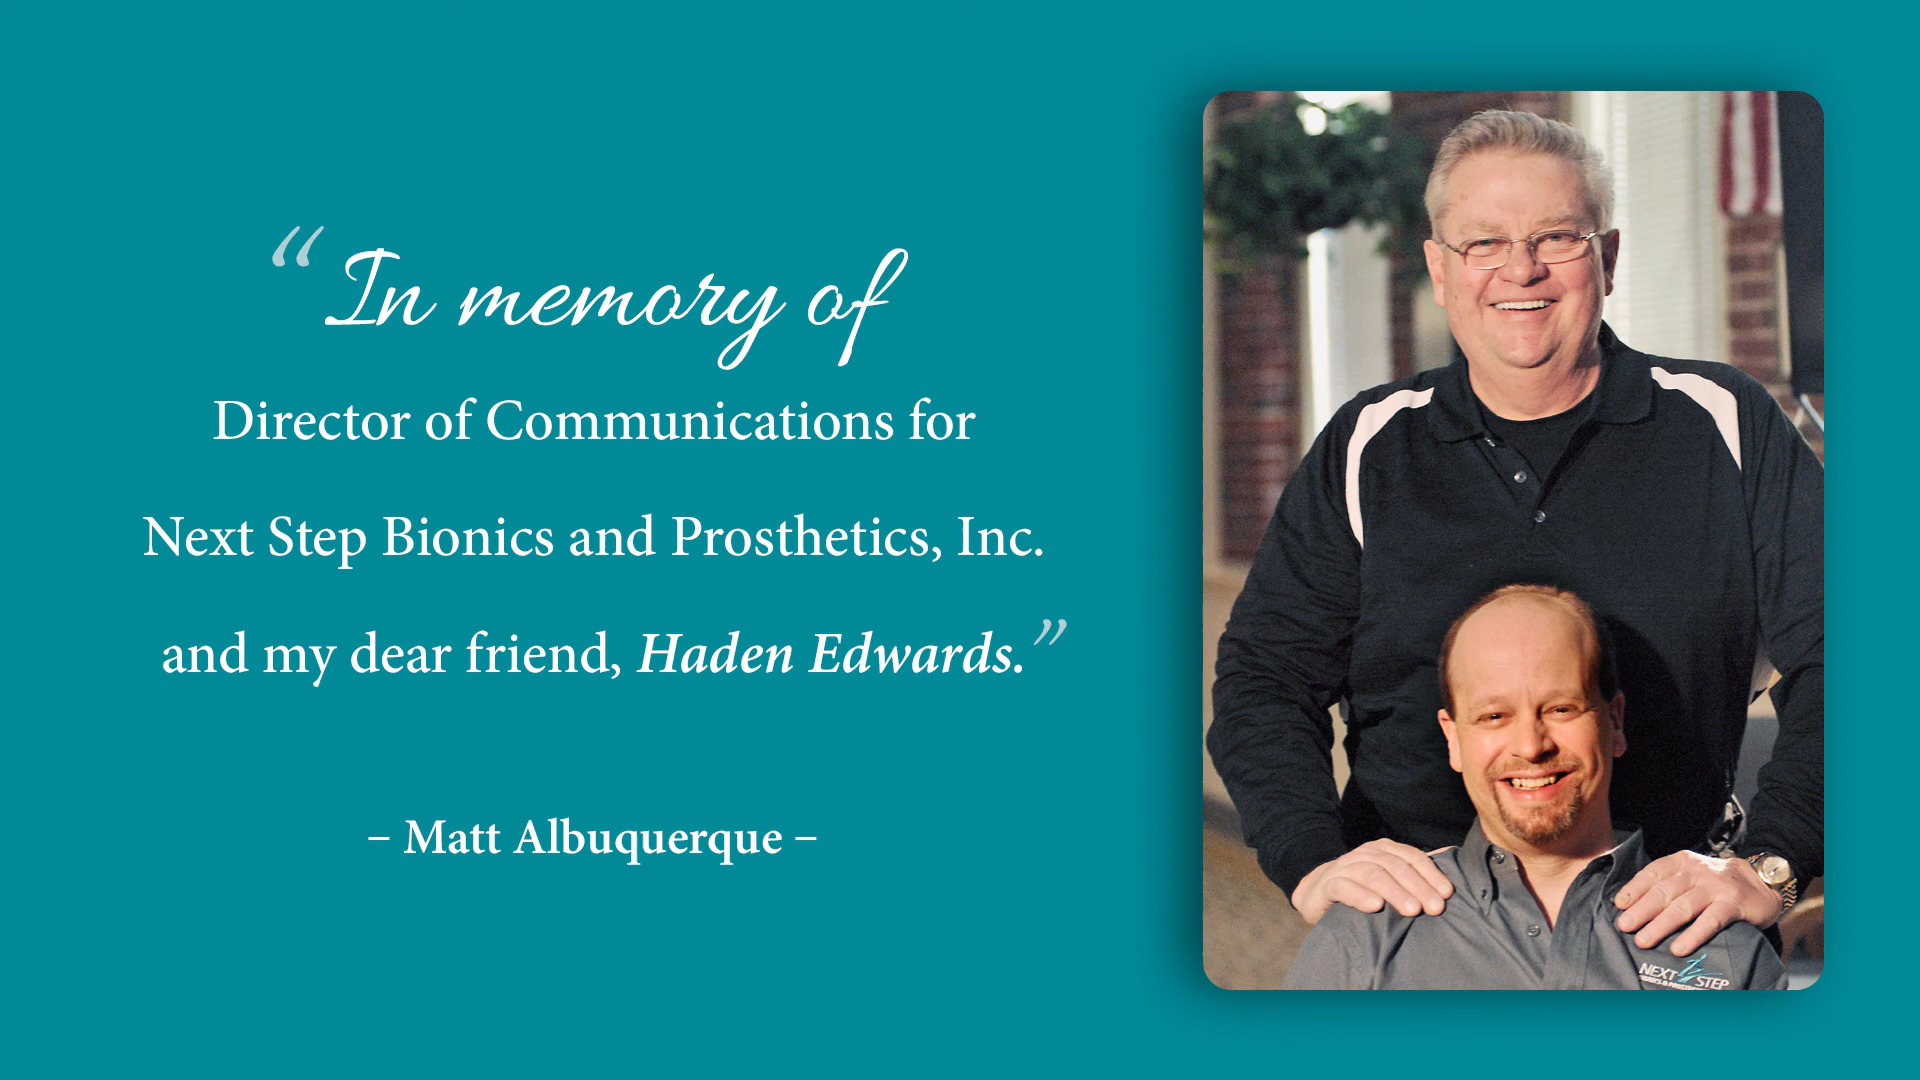 “In memory of
Director of Communications for
Next Step Bionics and Prosthetics, Inc.
and my dear friend, Haden Edwards.”
– Matt Albuquerque –
NEXT STEP